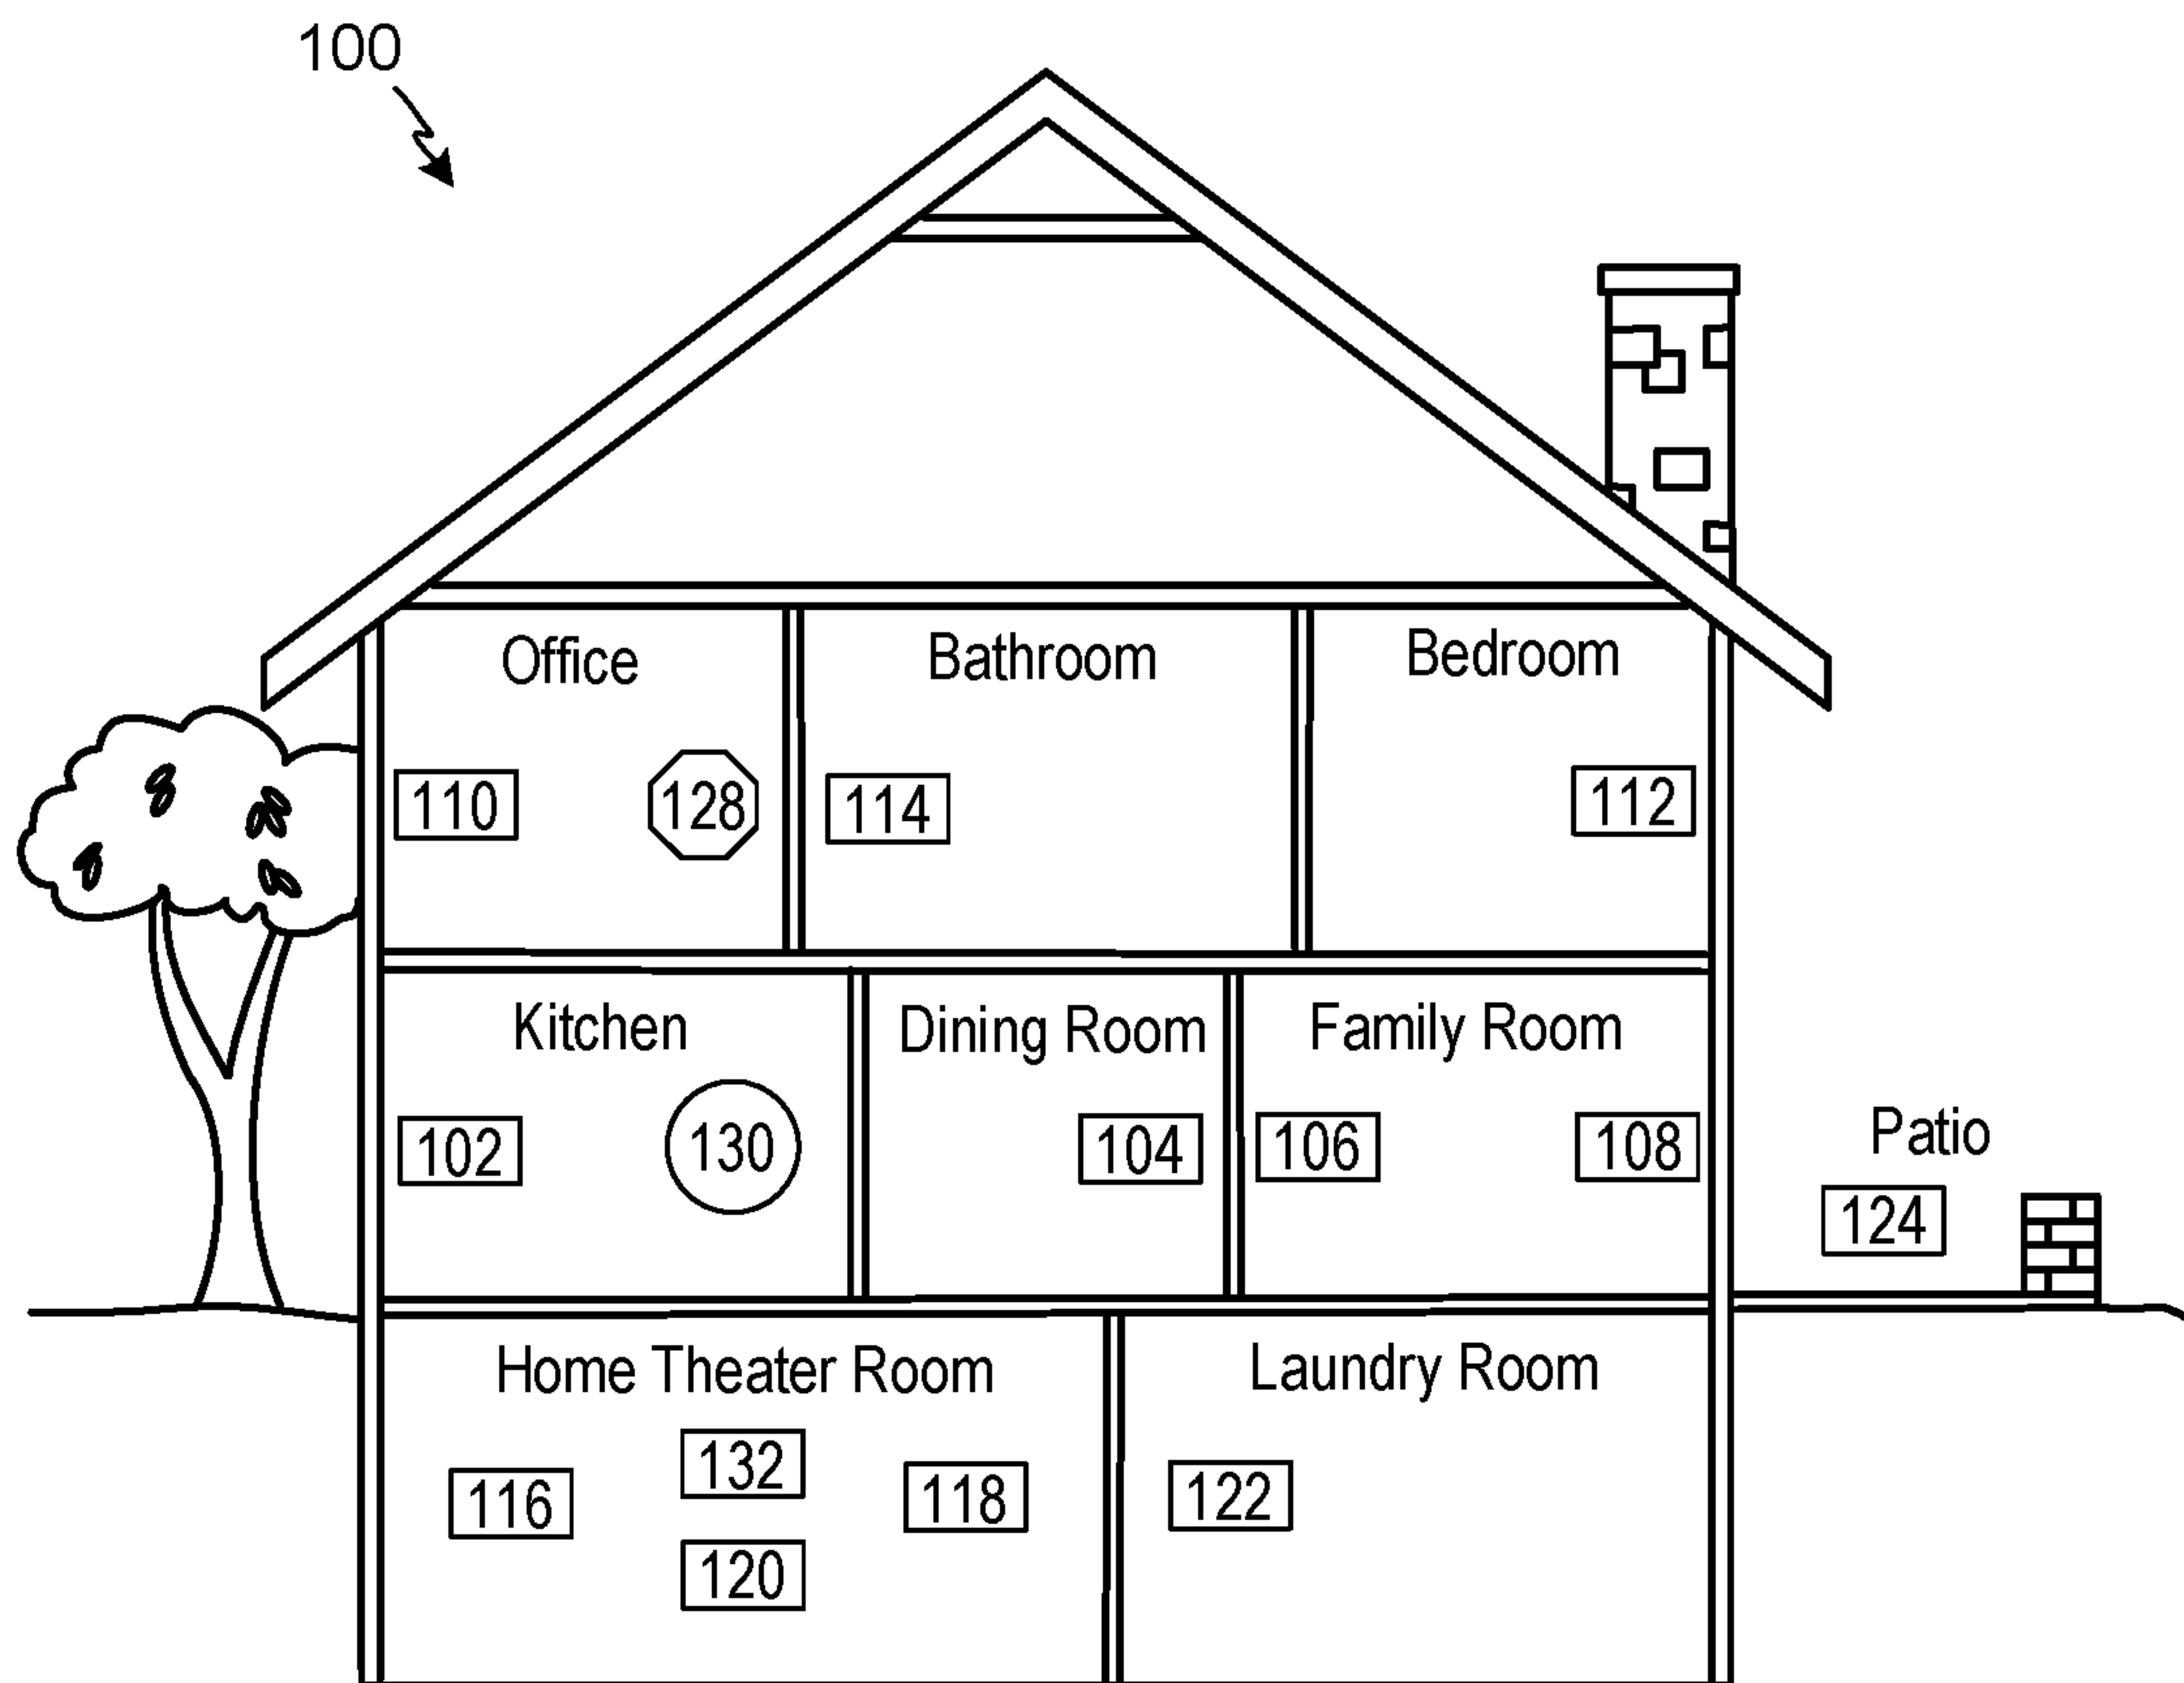 100
Office
Bathroom
Bedroom
110
128
114
112
Kitchen
Dining Room
Family Room
102
130
104
106
108
Patio
124
Home Theater Room
Laundry Room
116
132
118
120
122